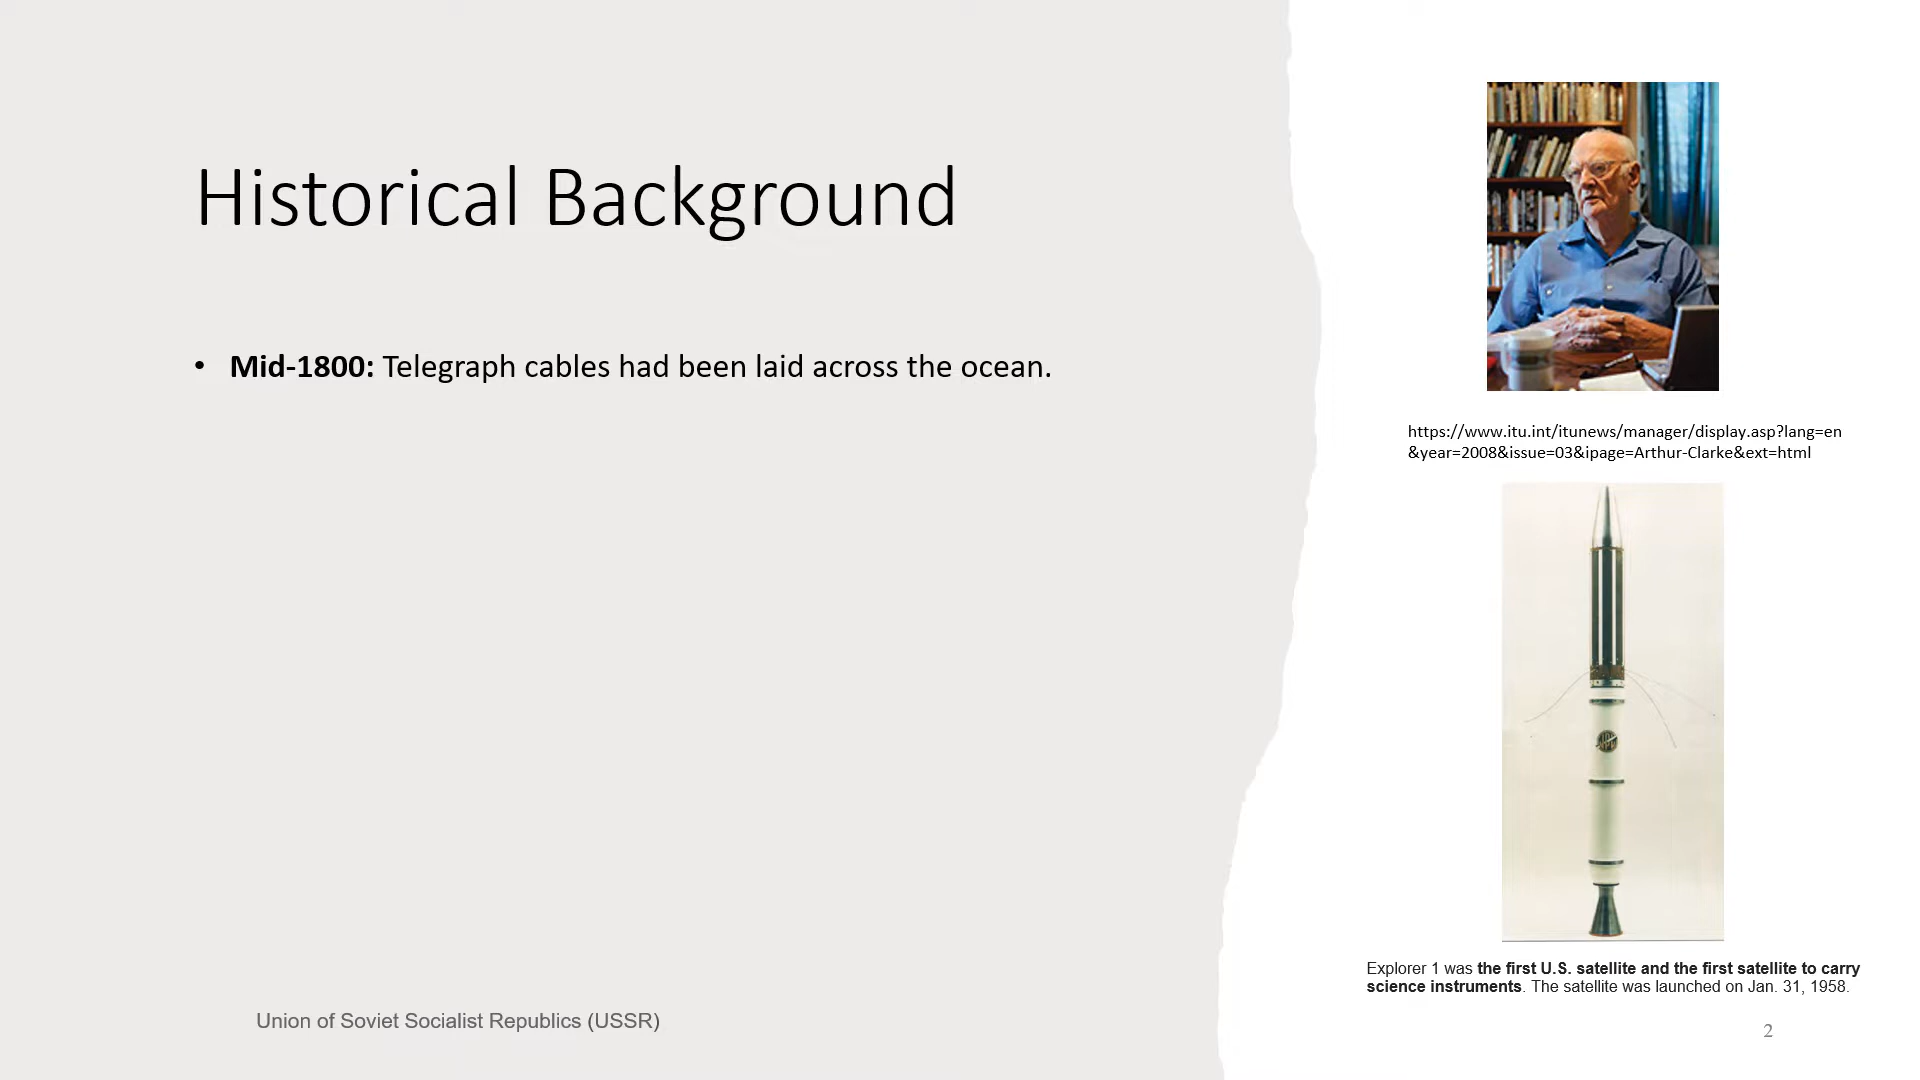 Historical Background
• Mid-1800: Telegraph cables had been laid across the ocean.
https://www.itu.int/itunews/manager/display.asp?lang=en
&year=2008&issue=03&ipage=Arthur-Clarke&ext=html
Explorer 1 was the first U.S. satellite and the first satellite to carry
science instruments. The satellite was launched on Jan. 31, 1958.
Union of Soviet Socialist Republics (USSR)
2